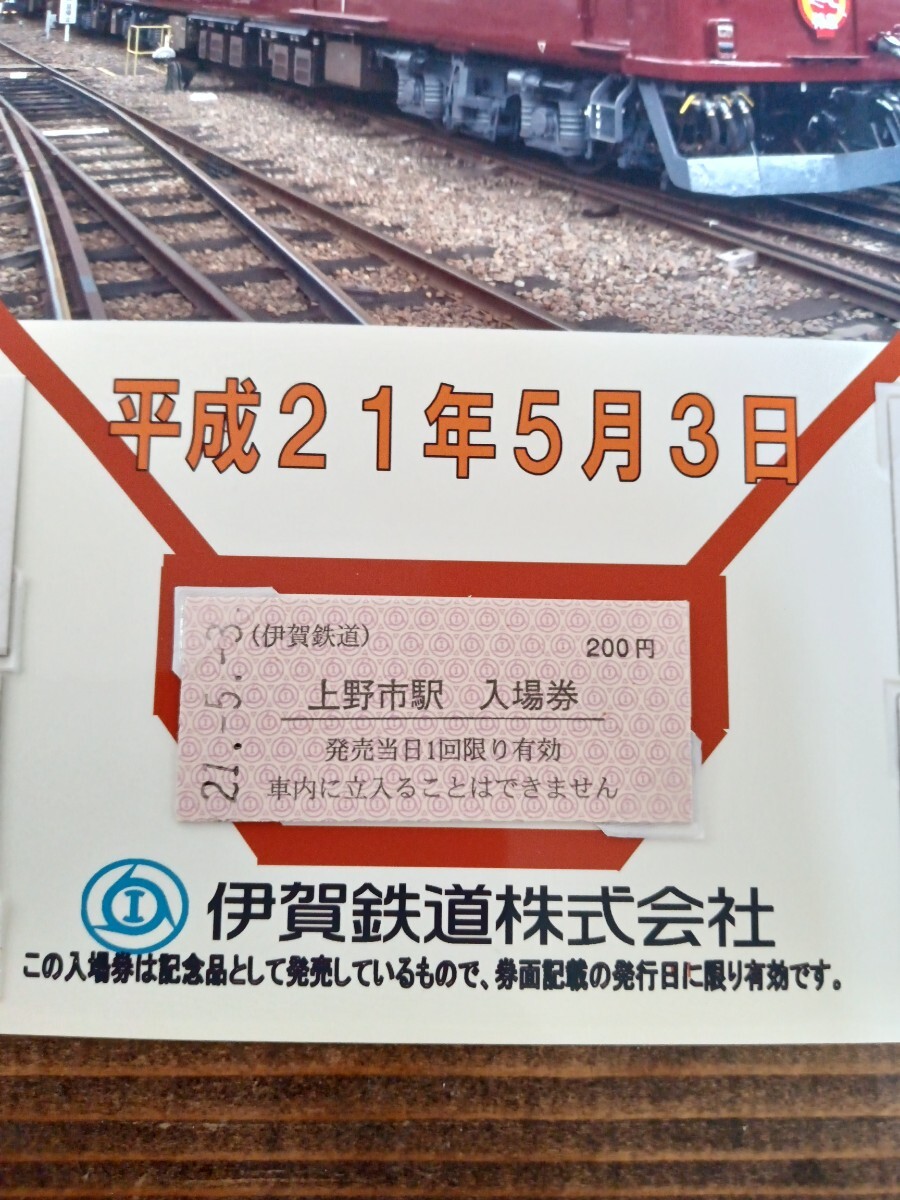 平成21年5月3日
21.-5.-3.
(伊賀鉄道)
200円
上野市駅 入場券
発売当日1回限り有効
車内に立入ることはできません
I 伊賀鉄道株式会社
この入場券は記念品として発売しているもので、券面記載の発行日に限り有効です。